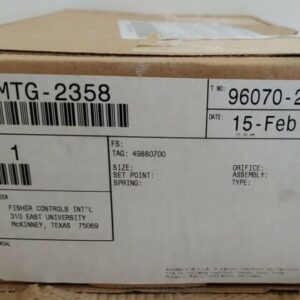 MTG-2358
T NO:
96070-2
DATE:
15-Feb
1
FS:
TAG: 49880700
SIZE:
SET POINT:
SPRING:
ORIFICE:
ASSEMBLY:
TYPE:
FISHER CONTROLS INT'L
310 EAST UNIVERSITY
McKINNEY, TEXAS 75069